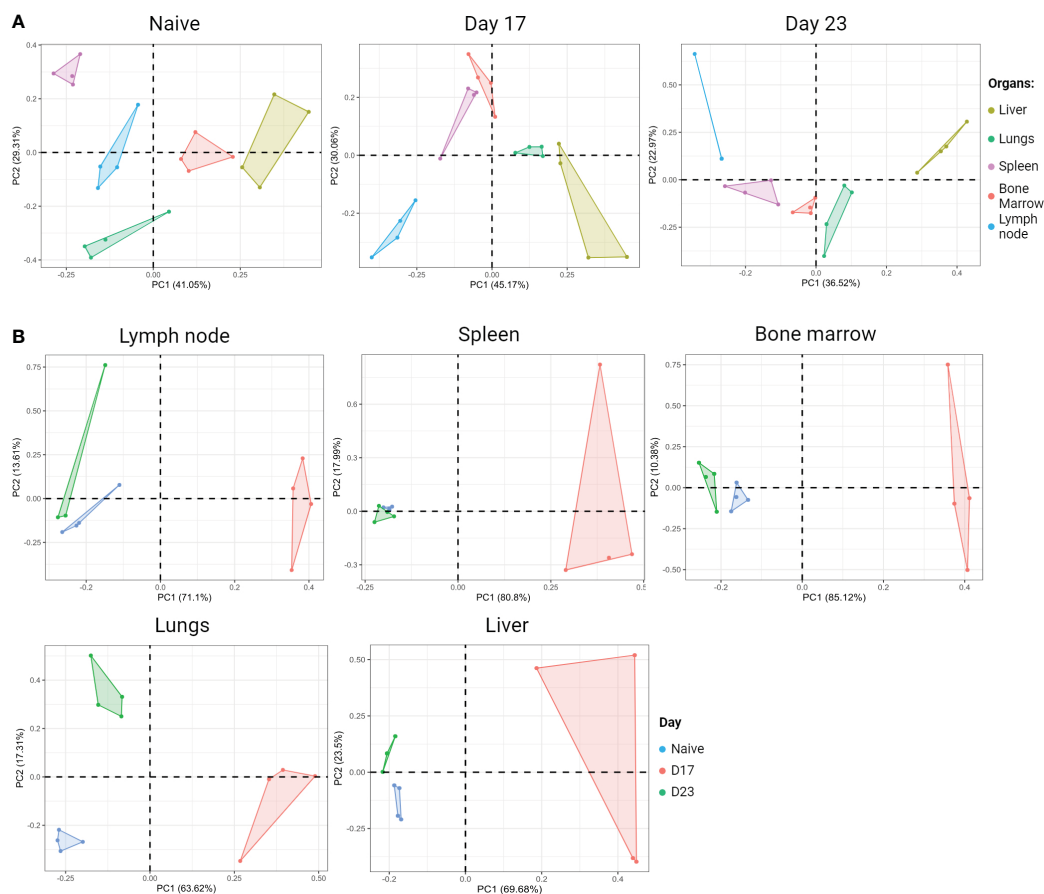 A
Naive
Day 17
Day 23
0.4
0.2
0.0
-0.2
-0.4
PC2 (29.31%)
-0.25
0.00
0.25
PC1 (41.05%)
0.2
0.0
-0.2
PC2 (30.06%)
-0.25
0.00
0.25
PC1 (45.17%)
0.50
0.25
0.00
-0.25
PC2 (22.97%)
-0.4
-0.2
0.0
0.2
0.4
PC1 (36.52%)
Organs:
Liver
Lungs
Spleen
Bone
Marrow
Lymph
node
B
Lymph node
Spleen
Bone marrow
0.75
0.50
0.25
0.00
-0.25
PC2 (13.61%)
-0.2
0.0
0.2
0.4
PC1 (71.1%)
0.6
0.3
0.0
-0.3
PC2 (17.99%)
-0.25
0.00
0.25
0.5
PC1 (80.8%)
0.75
0.50
0.25
0.00
-0.25
-0.50
PC2 (10.38%)
-0.2
0.0
0.2
0.4
PC1 (85.12%)
Lungs
Liver
0.4
0.2
0.0
-0.2
PC2 (17.31%)
-0.25
0.00
0.25
0.50
PC1 (63.62%)
0.50
0.25
0.00
-0.25
PC2 (23.5%)
-0.2
0.0
0.2
0.4
PC1 (69.68%)
Day
Naive
D17
D23